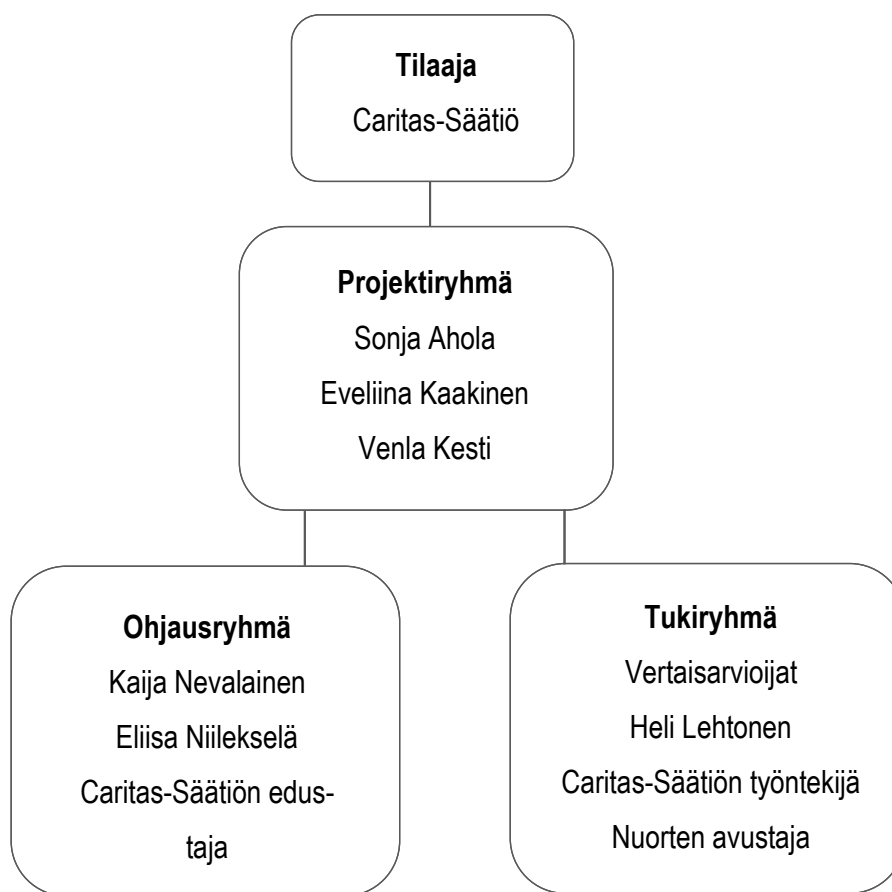 Tilaaja
Caritas-Säätiö
Projektiryhmä
Sonja Ahola
Eveliina Kaakinen
Venla Kesti
Ohjausryhmä
Kaija Nevalainen
Eliisa Niilekselä
Caritas-Säätiön edus-
taja
Tukiryhmä
Vertaisarvioijat
Heli Lehtonen
Caritas-Säätiön työntekijä
Nuorten avustaja